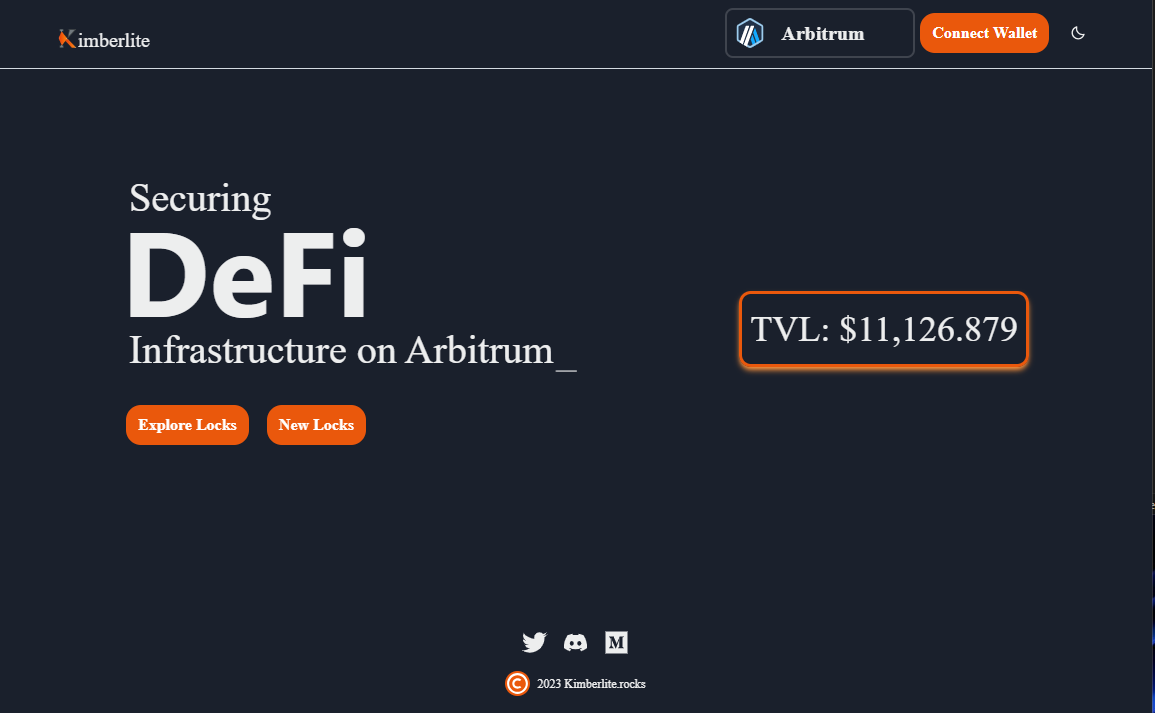 Kimberlite
Arbitrum
Connect Wallet
Securing
DeFi
Infrastructure on Arbitrum_
TVL: $11,126.879
Explore Locks
New Locks
M
© 2023 Kimberlite.rocks